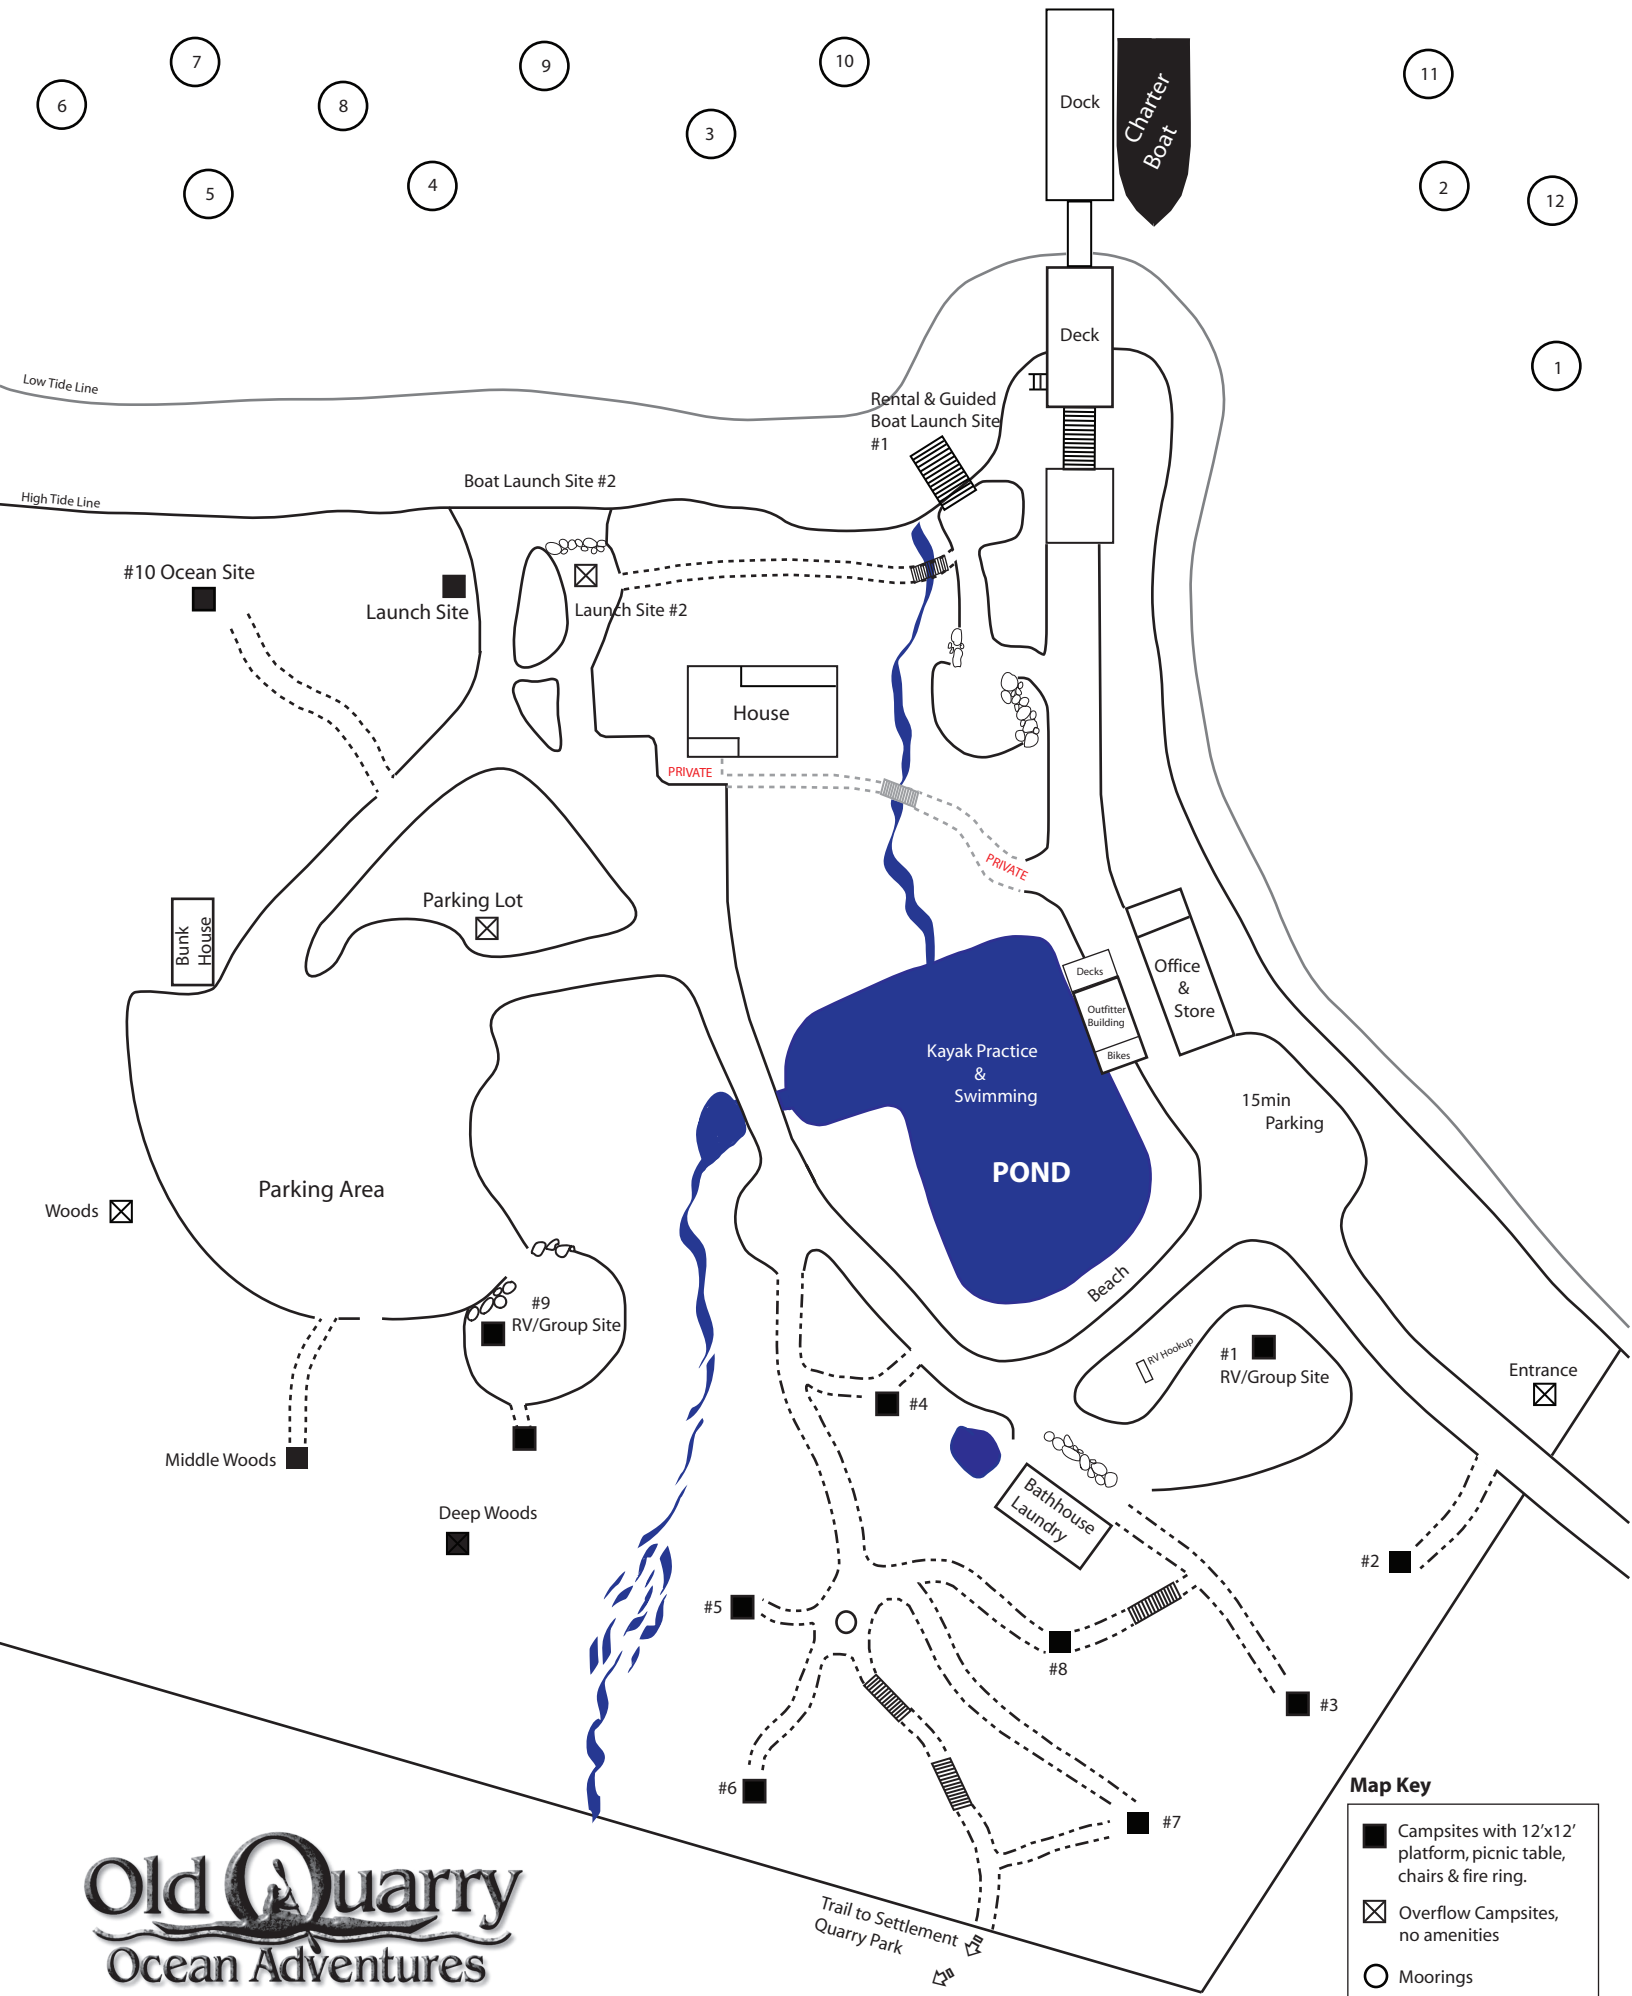 7
9
10
11
6
8
3
Dock
Charter
Boat
5
4
2
12
Deck
1
Low Tide Line
Rental & Guided
Boat Launch Site
#1
High Tide Line
Boat Launch Site #2
#10 Ocean Site
Launch Site
Launch Site #2
House
PRIVATE
PRIVATE
Parking Lot
Bunk
House
Decks
Outfitter
Building
Bikes
Office
&
Store
Kayak Practice
&
Swimming
POND
15min
Parking
Parking Area
Woods
Beach
#9
RV/Group Site
RV Hookup
#1
RV/Group Site
Entrance
#4
Middle Woods
Bathhouse
Laundry
Deep Woods
#2
#5
#8
#3
#6
#7
Trail to Settlement
Quarry Park
Old Quarry
Ocean Adventures
Map Key
Campsites with 12'x12'
platform, picnic table,
chairs & fire ring.
Overflow Campsites,
no amenities
Moorings